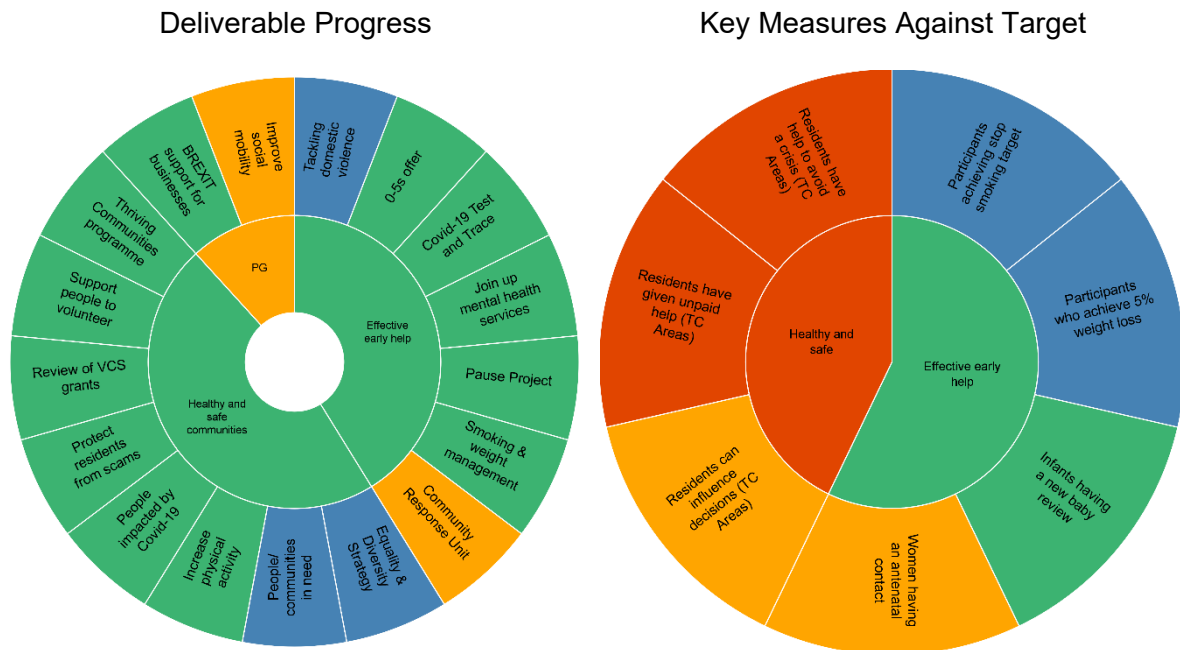 Deliverable Progress
Key Measures Against Target
Tackling
domestic
violence
0-5s offer
Covid-19 Test
and Trace
Join up
mental health
services
Pause Project
Smoking &
weight
management
Community
Response Unit
Equality &
Diversity
Strategy
People/
communities
in need
Increase
physical
activity
People
impacted by
Covid-19
Protect
residents
from scams
Review of VCS
grants
Support
people to
volunteer
Thriving
Communities
programme
BREXIT
support for
businesses
Improve
social
mobility
PG
Effective
early help
Healthy and
safe
communities
Participants
achieving stop
smoking target
Participants
who achieve 5%
weight loss
Infants having
a new baby
review
Women having
an antenatal
contact
Residents can
influence
decisions (TC
Areas)
Residents have
given unpaid
help (TC
Areas)
Residents have
help to avoid
a crisis (TC
Areas)
Healthy and
safe
Effective early
help